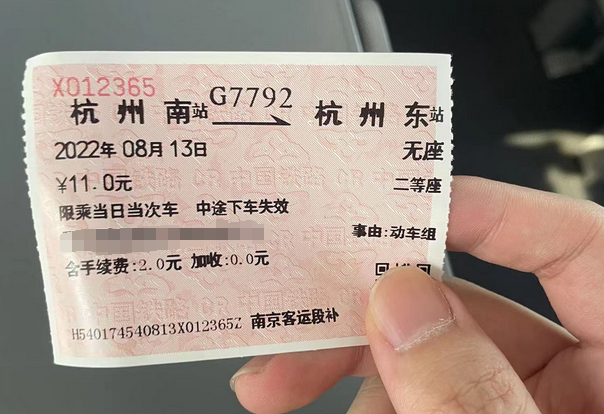 X012365
杭州南站 G7792 杭州东站
2022年08月13日 无座
¥11.0元 二等座
限乘当日当次车 中途下车失效
事由:动车组
含手续费:2.0元 加收:0.0元
H540174540813X012365Z 南京客运段补